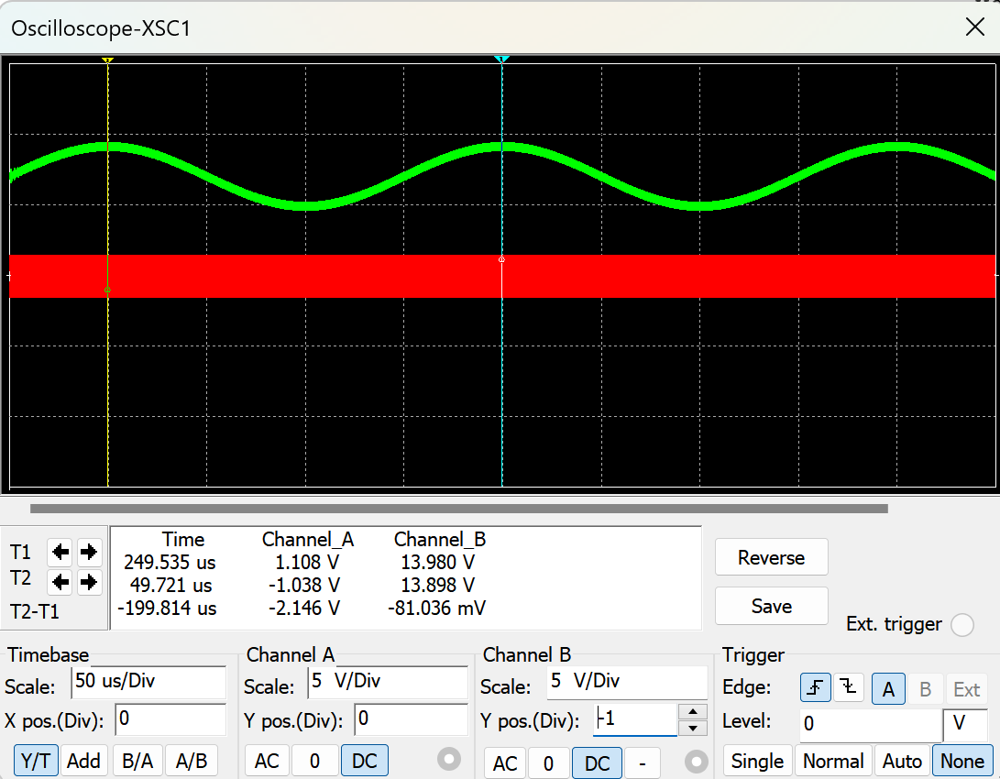 Oscilloscope-XSC1
T1
T2
T2-T1
Time Channel_A Channel_B
249.535 us 1.108 V 13.980 V
49.721 us -1.038 V 13.898 V
-199.814 us -2.146 V -81.036 mV
Reverse
Save
Ext. trigger
Timebase
Scale: 50 us/Div
X pos.(Div): 0
Y/T Add B/A A/B
Channel A
Scale: 5 V/Div
Y pos.(Div): 0
AC 0 DC
Channel B
Scale: 5 V/Div
Y pos.(Div): -1
AC 0 DC -
Trigger
Edge: A B Ext
Level: 0 V
Single Normal Auto None